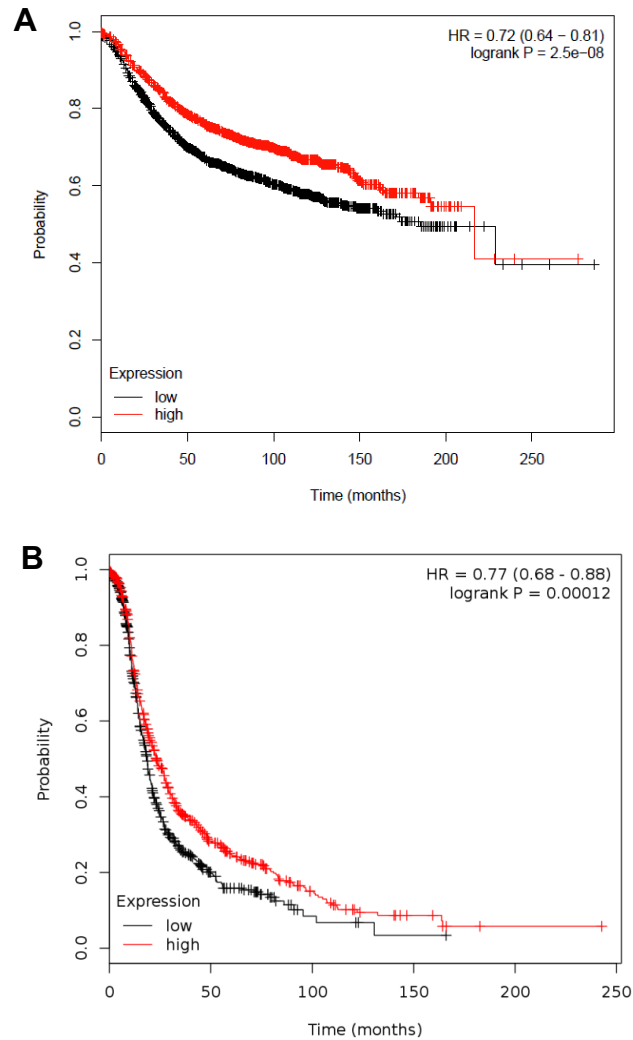 A
HR = 0.72 (0.64 − 0.81)
logrank P = 2.5e−08
Probability
1.0
0.8
0.6
0.4
0.2
0.0
Expression
low
high
0 50 100 150 200 250
Time (months)
B
HR = 0.77 (0.68 - 0.88)
logrank P = 0.00012
Probability
1.0
0.8
0.6
0.4
0.2
0.0
Expression
low
high
0 50 100 150 200 250
Time (months)